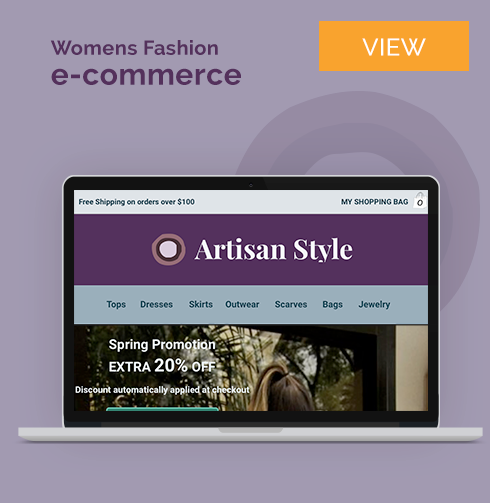 Womens Fashion
e-commerce
VIEW
Free Shipping on orders over $100
MY SHOPPING BAG 0
Artisan Style
Tops Dresses Skirts Outwear Scarves Bags Jewelry
Spring Promotion
EXTRA 20% OFF
Discount automatically applied at checkout